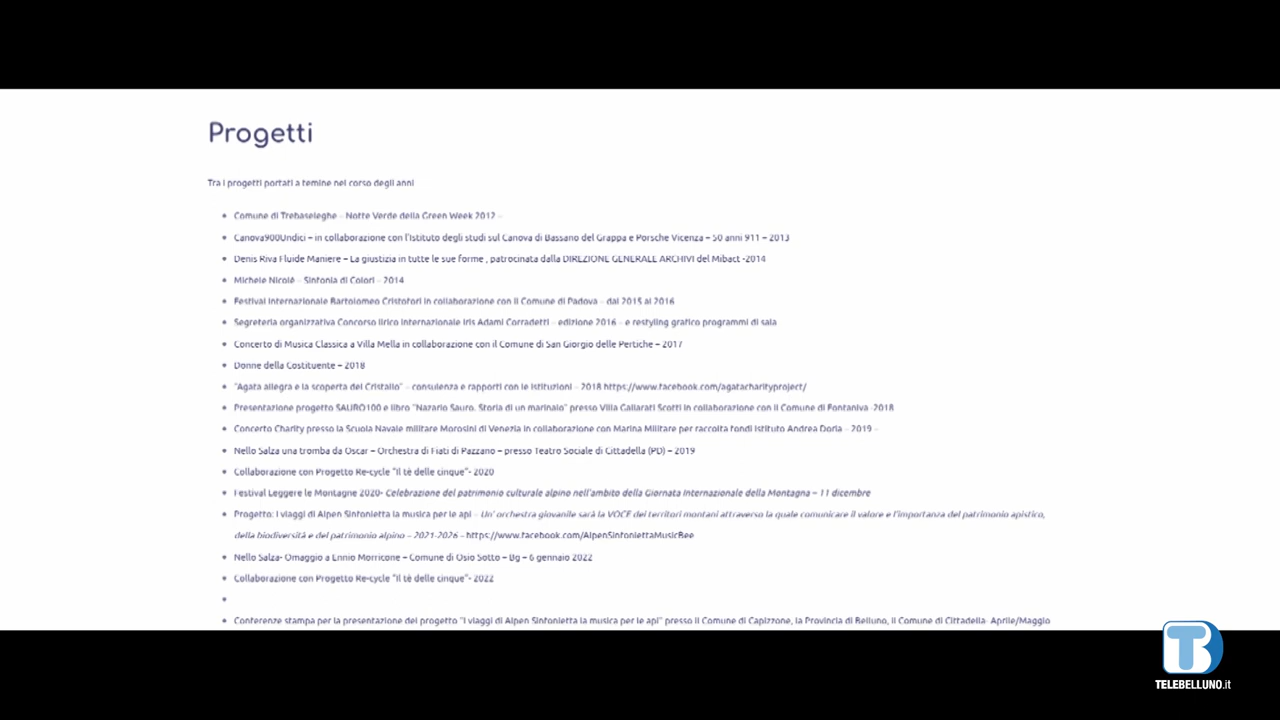 Progetti
Tra i progetti portati a temine nel corso degli anni
Comune di Trebaseleghe – Notte Verde della Green Week 2012 –
Canova900Undici – in collaborazione con l'Istituto degli studi sul Canova di Bassano del Grappa e Porsche Vicenza – 50 anni 911 – 2013
Denis Riva Fluide Maniere – La giustizia in tutte le sue forme , patrocinata dalla DIREZIONE GENERALE ARCHIVI del Mibact -2014
Michele Nicolè – Sinfonia di Colori – 2014
Festival Internazionale Bartolomeo Cristofori in collaborazione con il Comune di Padova – dal 2015 al 2016
Segreteria organizzativa Concorso lirico Internazionale Iris Adami Corradetti – edizione 2016 – e restyling grafico programmi di sala
Concerto di Musica Classica a Villa Mella in collaborazione con il Comune di San Giorgio delle Pertiche – 2017
Donne della Costituente – 2018
"Agata allegra e la scoperta del Cristallo" – consulenza e rapporti con le istituzioni – 2018 https://www.facebook.com/agatacharityproject/
Presentazione progetto SAURO100 e libro "Nazario Sauro. Storia di un marinaio" presso Villa Gallarati Scotti in collaborazione con il Comune di Fontaniva -2018
Concerto Charity presso la Scuola Navale militare Morosini di Venezia in collaborazione con Marina Militare per raccolta fondi Istituto Andrea Doria – 2019 –
Nello Salza una tromba da Oscar – Orchestra di Fiati di Pazzano – presso Teatro Sociale di Cittadella (PD) – 2019
Collaborazione con Progetto Re-cycle "Il tè delle cinque"- 2020
Festival Leggere le Montagne 2020- Celebrazione del patrimonio culturale alpino nell'ambito della Giornata Internazionale della Montagna – 11 dicembre
Progetto: I viaggi di Alpen Sinfonietta la musica per le api – Un' orchestra giovanile sarà la VOCE dei territori montani attraverso la quale comunicare il valore e l'importanza del patrimonio apistico,
della biodiversità e del patrimonio alpino – 2021-2026 – https://www.facebook.com/AlpenSinfoniettaMusicBee
Nello Salza- Omaggio a Ennio Morricone – Comune di Osio Sotto – Bg – 6 gennaio 2022
Collaborazione con Progetto Re-cycle "Il tè delle cinque"- 2022
Conferenze stampa per la presentazione del progetto "I viaggi di Alpen Sinfonietta la musica per le api" presso il Comune di Capizzone, la Provincia di Belluno, il Comune di Cittadella- Aprile/Maggio
TB
TELEBELLUNO.it